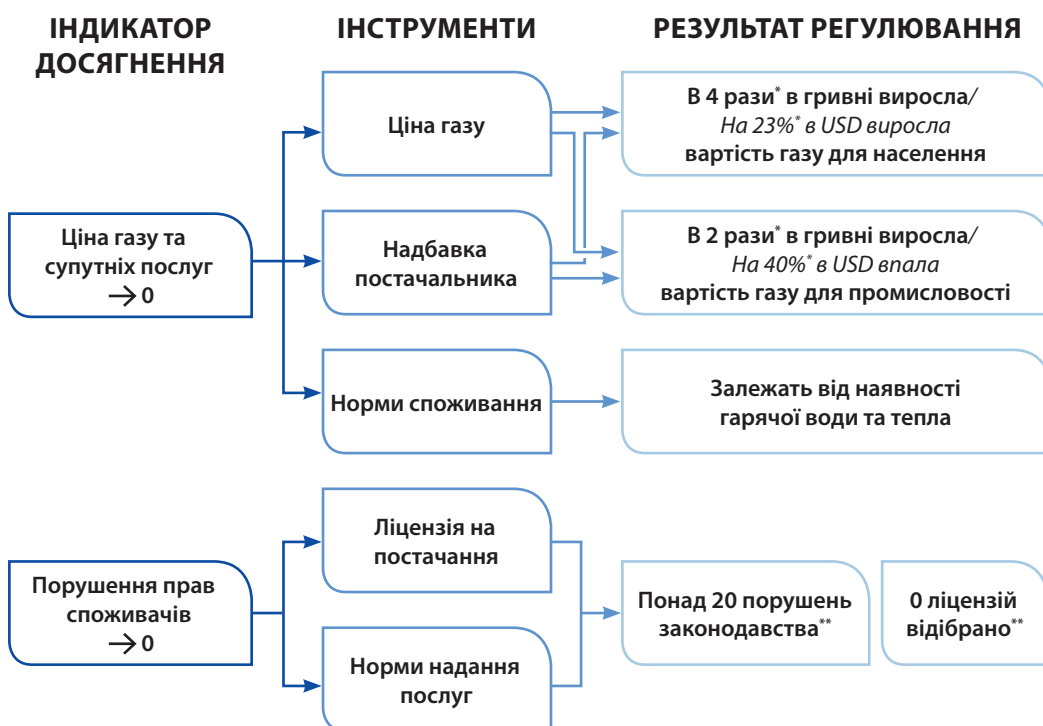 ІНДИКАТОР
ДОСЯГНЕННЯ
ІНСТРУМЕНТИ
РЕЗУЛЬТАТ РЕГУЛЮВАННЯ
Ціна газу та
супутніх послуг
→ 0
Ціна газу
Надбавка
постачальника
Норми споживання
В 4 рази* в гривні виросла/
На 23%* в USD виросла
вартість газу для населення
В 2 рази* в гривні виросла/
На 40%* в USD впала
вартість газу для промисловості
Залежать від наявності
гарячої води та тепла
Порушення прав
споживачів
→ 0
Ліцензія на
постачання
Норми надання
послуг
Понад 20 порушень
законодавства**
0 ліцензій
відібрано**